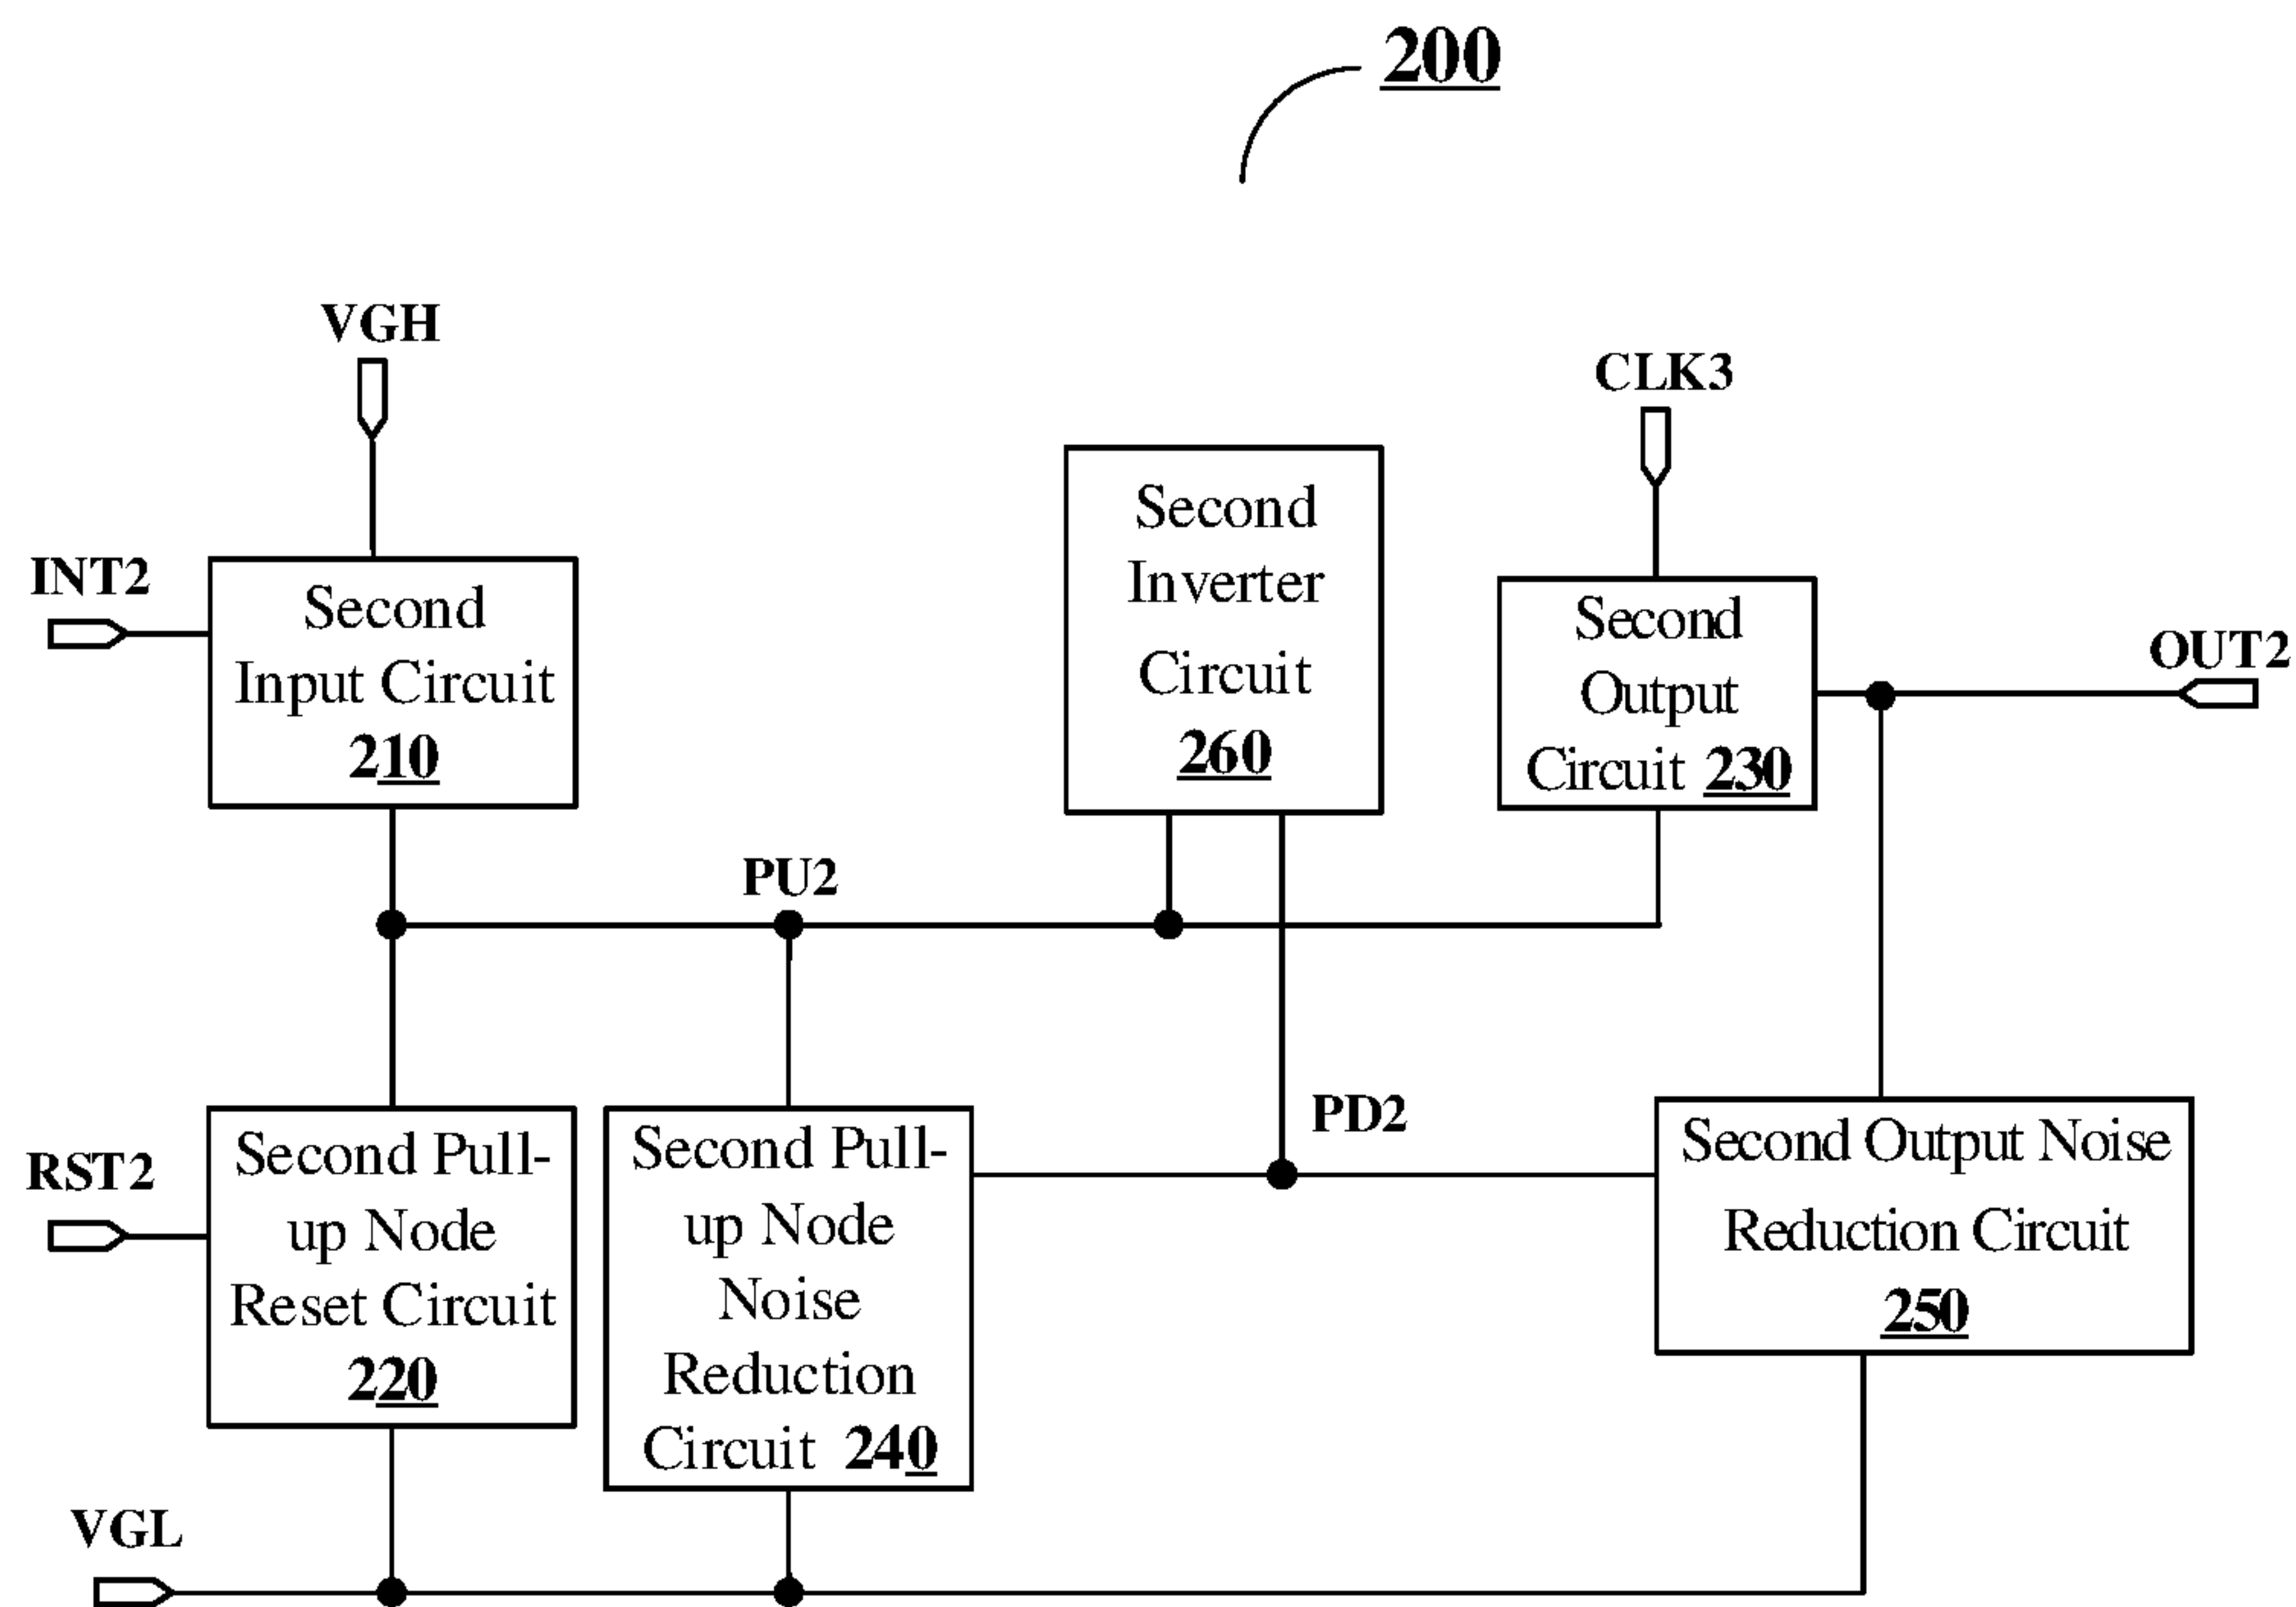 200
VGH
CLK3
INT2
Second
Input Circuit
210
Second
Inverter
Circuit
260
Second
Output
Circuit 230
OUT2
PU2
PD2
RST2
Second Pull-
up Node
Reset Circuit
220
Second Pull-
up Node
Noise
Reduction
Circuit 240
Second Output Noise
Reduction Circuit
250
VGL